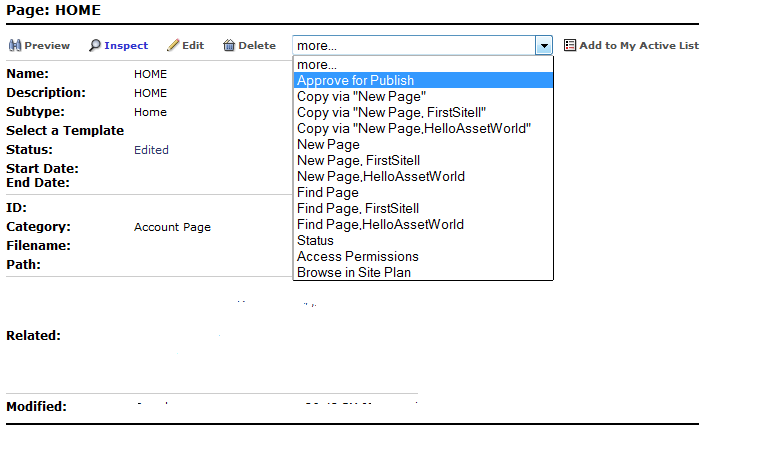 Page: HOME
Preview Inspect Edit Delete more... Add to My Active List
more...
Approve for Publish
Copy via "New Page"
Copy via "New Page, FirstSiteII"
Copy via "New Page,HelloAssetWorld"
New Page
New Page, FirstSiteII
New Page,HelloAssetWorld
Find Page
Find Page, FirstSiteII
Find Page,HelloAssetWorld
Status
Access Permissions
Browse in Site Plan
Name: HOME
Description: HOME
Subtype: Home
Select a Template
Status: Edited
Start Date:
End Date:
ID:
Category: Account Page
Filename:
Path:
Related:
Modified: